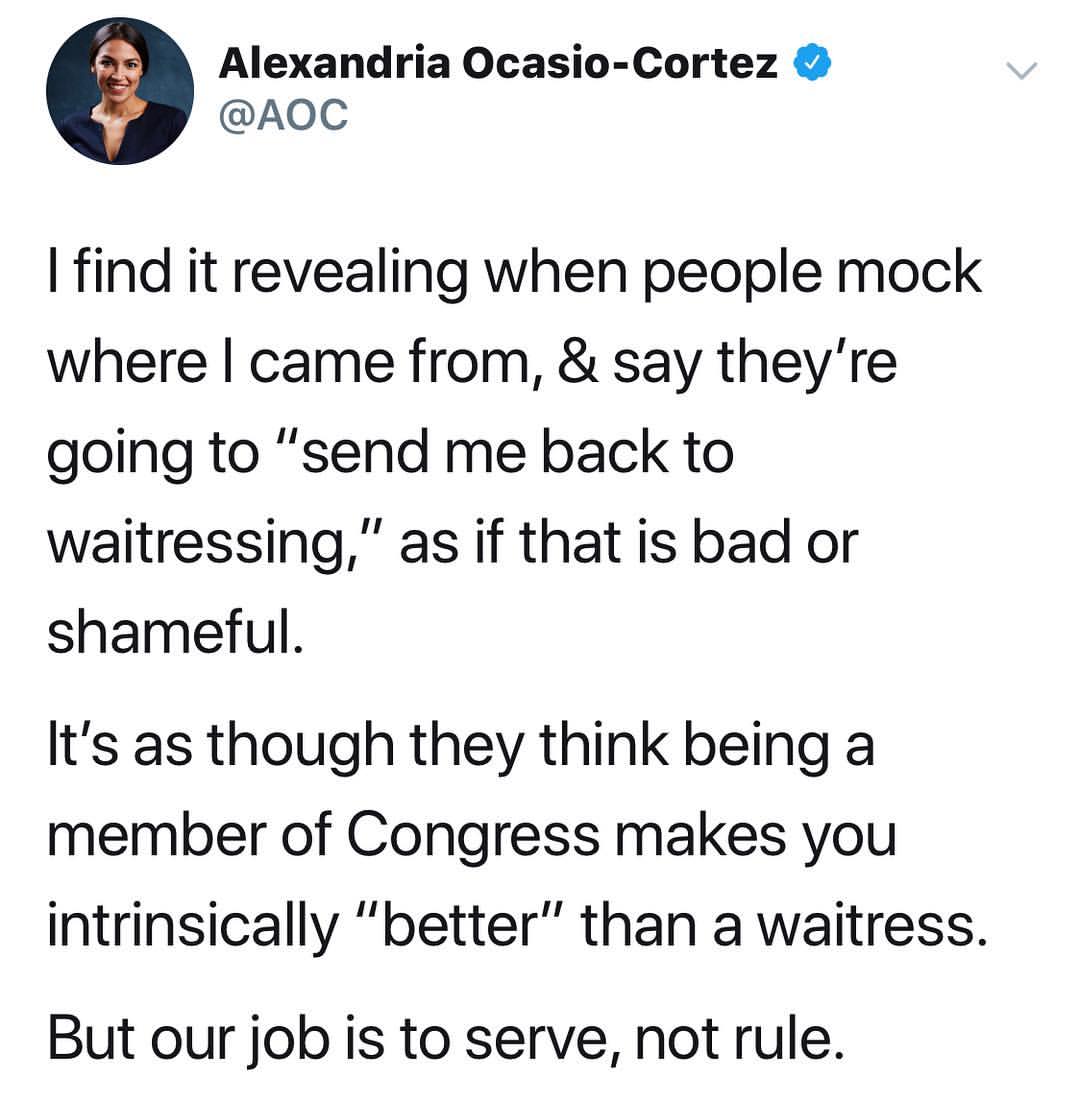 Alexandria Ocasio-Cortez
@AOC
I find it revealing when people mock
where I came from, & say they’re
going to “send me back to
waitressing,” as if that is bad or
shameful.
It’s as though they think being a
member of Congress makes you
intrinsically “better” than a waitress.
But our job is to serve, not rule.